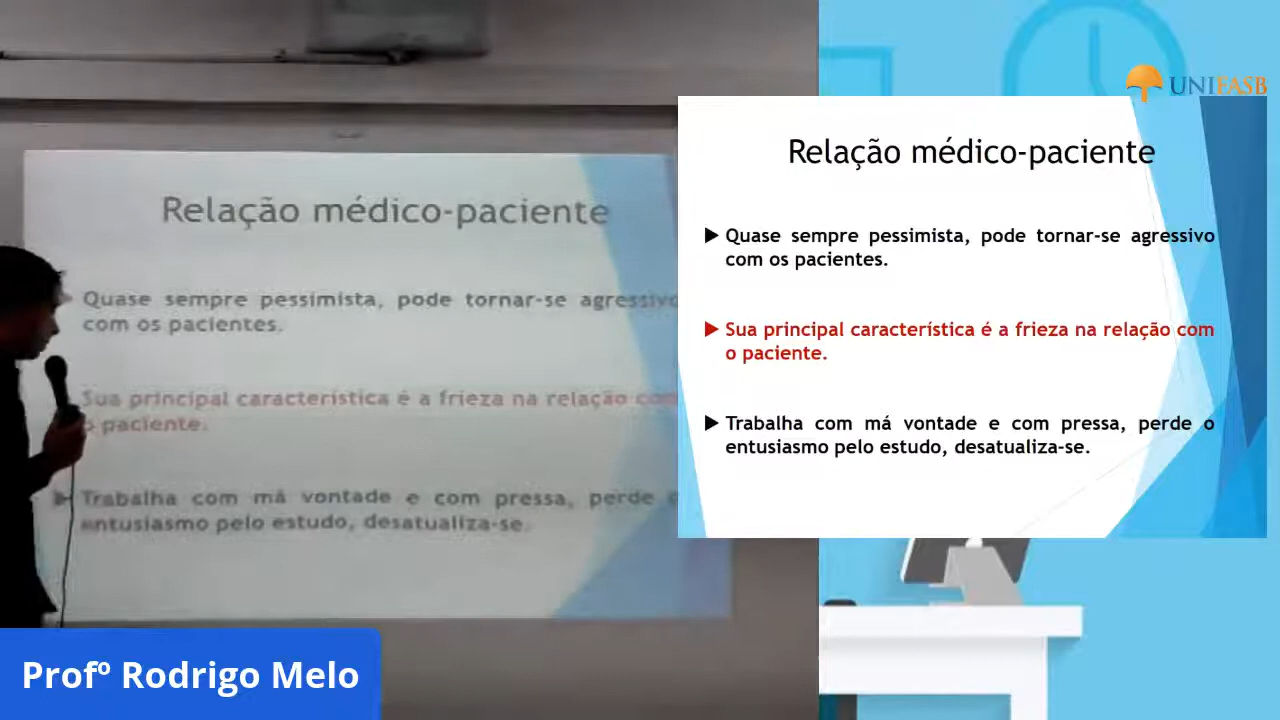 UNIFASB
Relação médico-paciente
Quase sempre pessimista, pode tornar-se agressivo
com os pacientes.
Sua principal característica é a frieza na relação com
o paciente.
Trabalha com má vontade e com pressa, perde o
entusiasmo pelo estudo, desatualiza-se.
Relação médico-paciente
Quase sempre pessimista, pode tornar-se agressivo
com os pacientes.
Sua principal característica é a frieza na relação com
o paciente.
Trabalha com má vontade e com pressa, perde o
entusiasmo pelo estudo, desatualiza-se.
Profº Rodrigo Melo